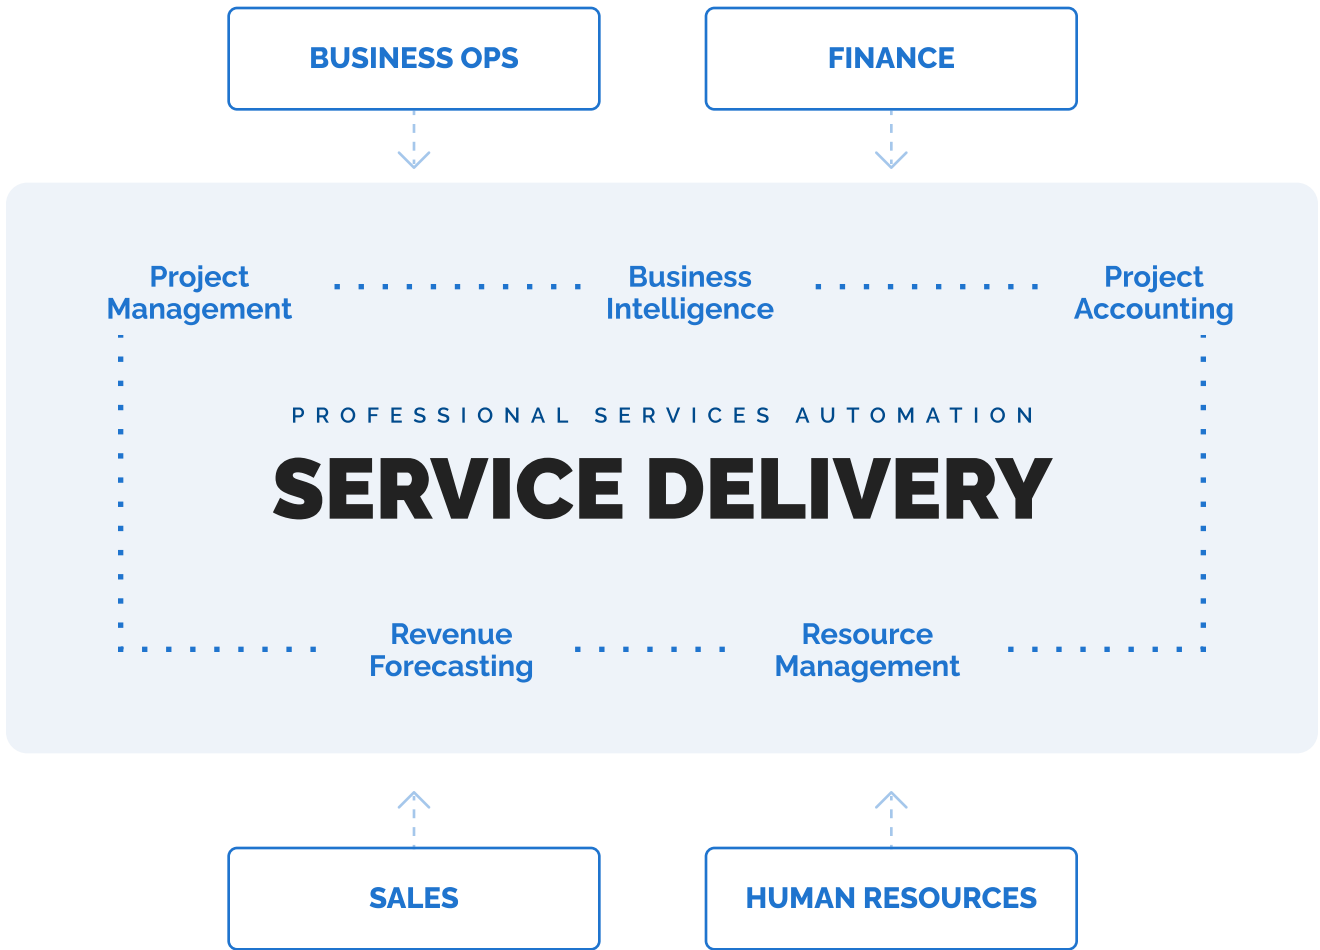 BUSINESS OPS
FINANCE
Project
Management
Business
Intelligence
Project
Accounting
PROFESSIONAL SERVICES AUTOMATION
SERVICE DELIVERY
Revenue
Forecasting
Resource
Management
SALES
HUMAN RESOURCES